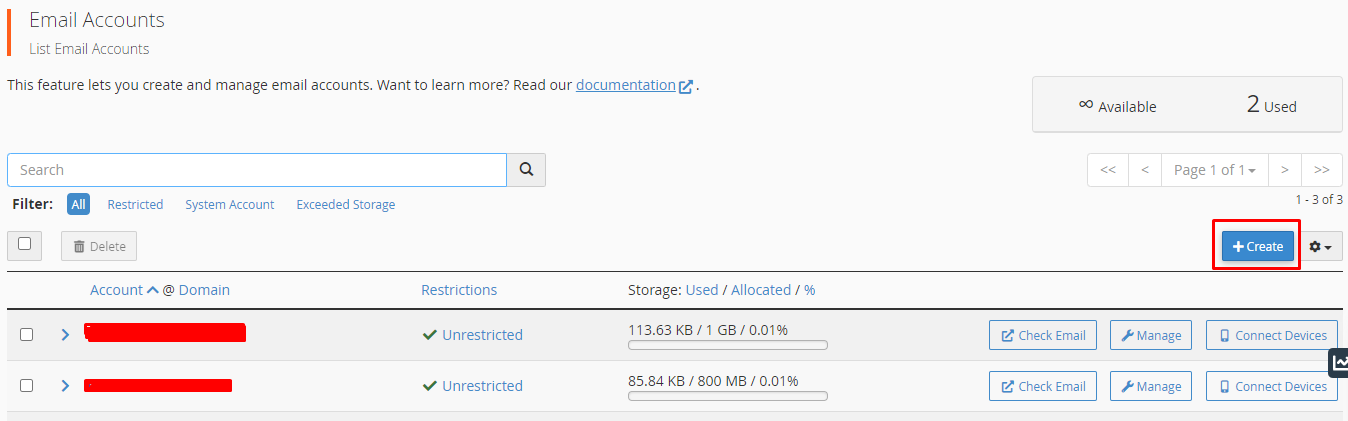 Email Accounts
List Email Accounts
This feature lets you create and manage email accounts. Want to learn more? Read our documentation .
∞ Available 2 Used
Search
<< < Page 1 of 1 > >>
Filter: All Restricted System Account Exceeded Storage
1 - 3 of 3
Delete
+ Create
Account @ Domain Restrictions Storage: Used / Allocated / %
Unrestricted 113.63 KB / 1 GB / 0.01% Check Email Manage Connect Devices
Unrestricted 85.84 KB / 800 MB / 0.01% Check Email Manage Connect Devices